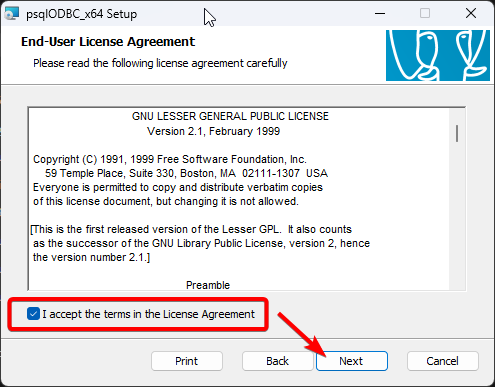 psqlODBC_x64 Setup
End-User License Agreement
Please read the following license agreement carefully
GNU LESSER GENERAL PUBLIC LICENSE
Version 2.1, February 1999
Copyright (C) 1991, 1999 Free Software Foundation, Inc.
59 Temple Place, Suite 330, Boston, MA  02111-1307  USA
Everyone is permitted to copy and distribute verbatim copies
of this license document, but changing it is not allowed.
[This is the first released version of the Lesser GPL.  It also counts
as the successor of the GNU Library Public License, version 2, hence
the version number 2.1.]
Preamble
I accept the terms in the License Agreement
Print
Back
Next
Cancel